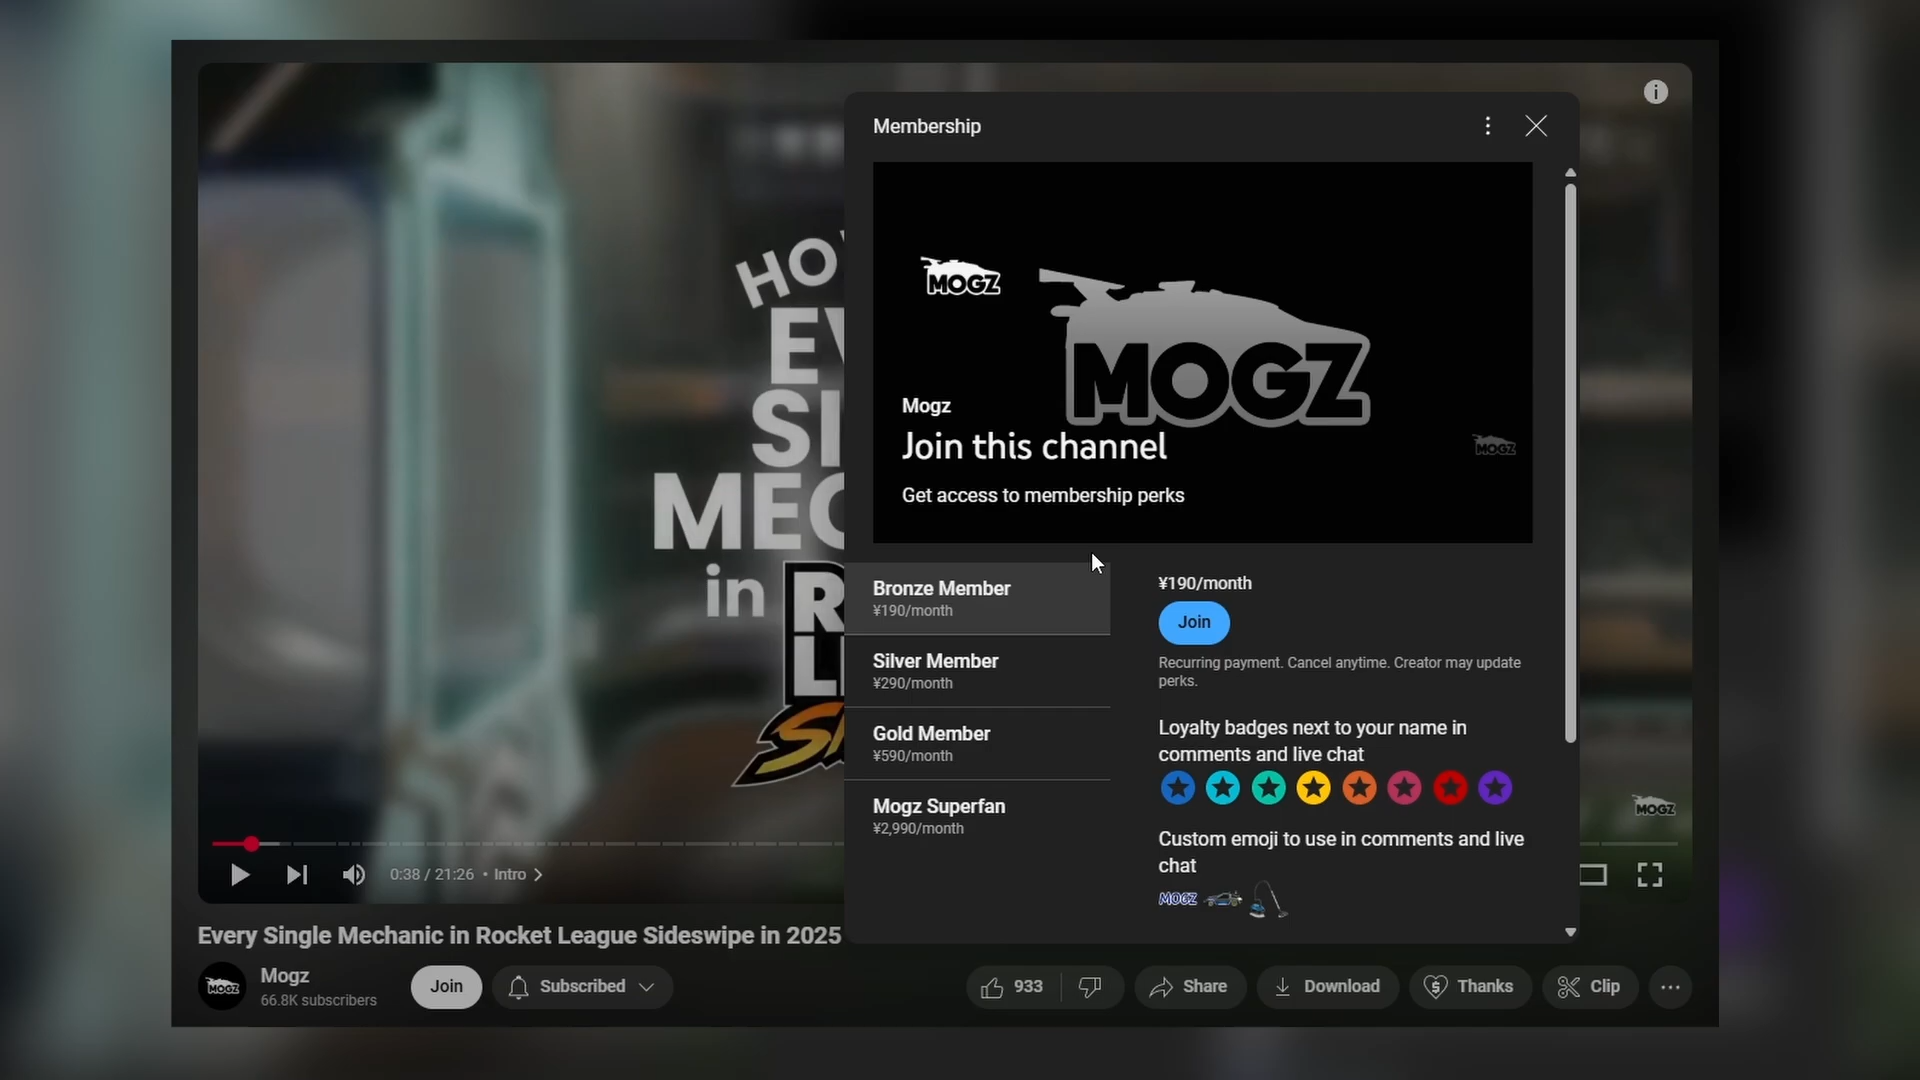 Membership
MOGZ
MOGZ
Mogz
Join this channel
MOGZ
Get access to membership perks
HO
EV
SI
MEC
in R
L
Bronze Member
¥190/month
Silver Member
¥290/month
Gold Member
¥590/month
Mogz Superfan
¥2,990/month
¥190/month
Join
Recurring payment. Cancel anytime. Creator may update
perks.
Loyalty badges next to your name in
comments and live chat
Custom emoji to use in comments and live
chat
MOGZ
MOGZ
0:38 / 21:26 • Intro
Every Single Mechanic in Rocket League Sideswipe in 2025
MOGZ
Mogz
66.8K subscribers
Join
Subscribed
933
Share
Download
Thanks
Clip